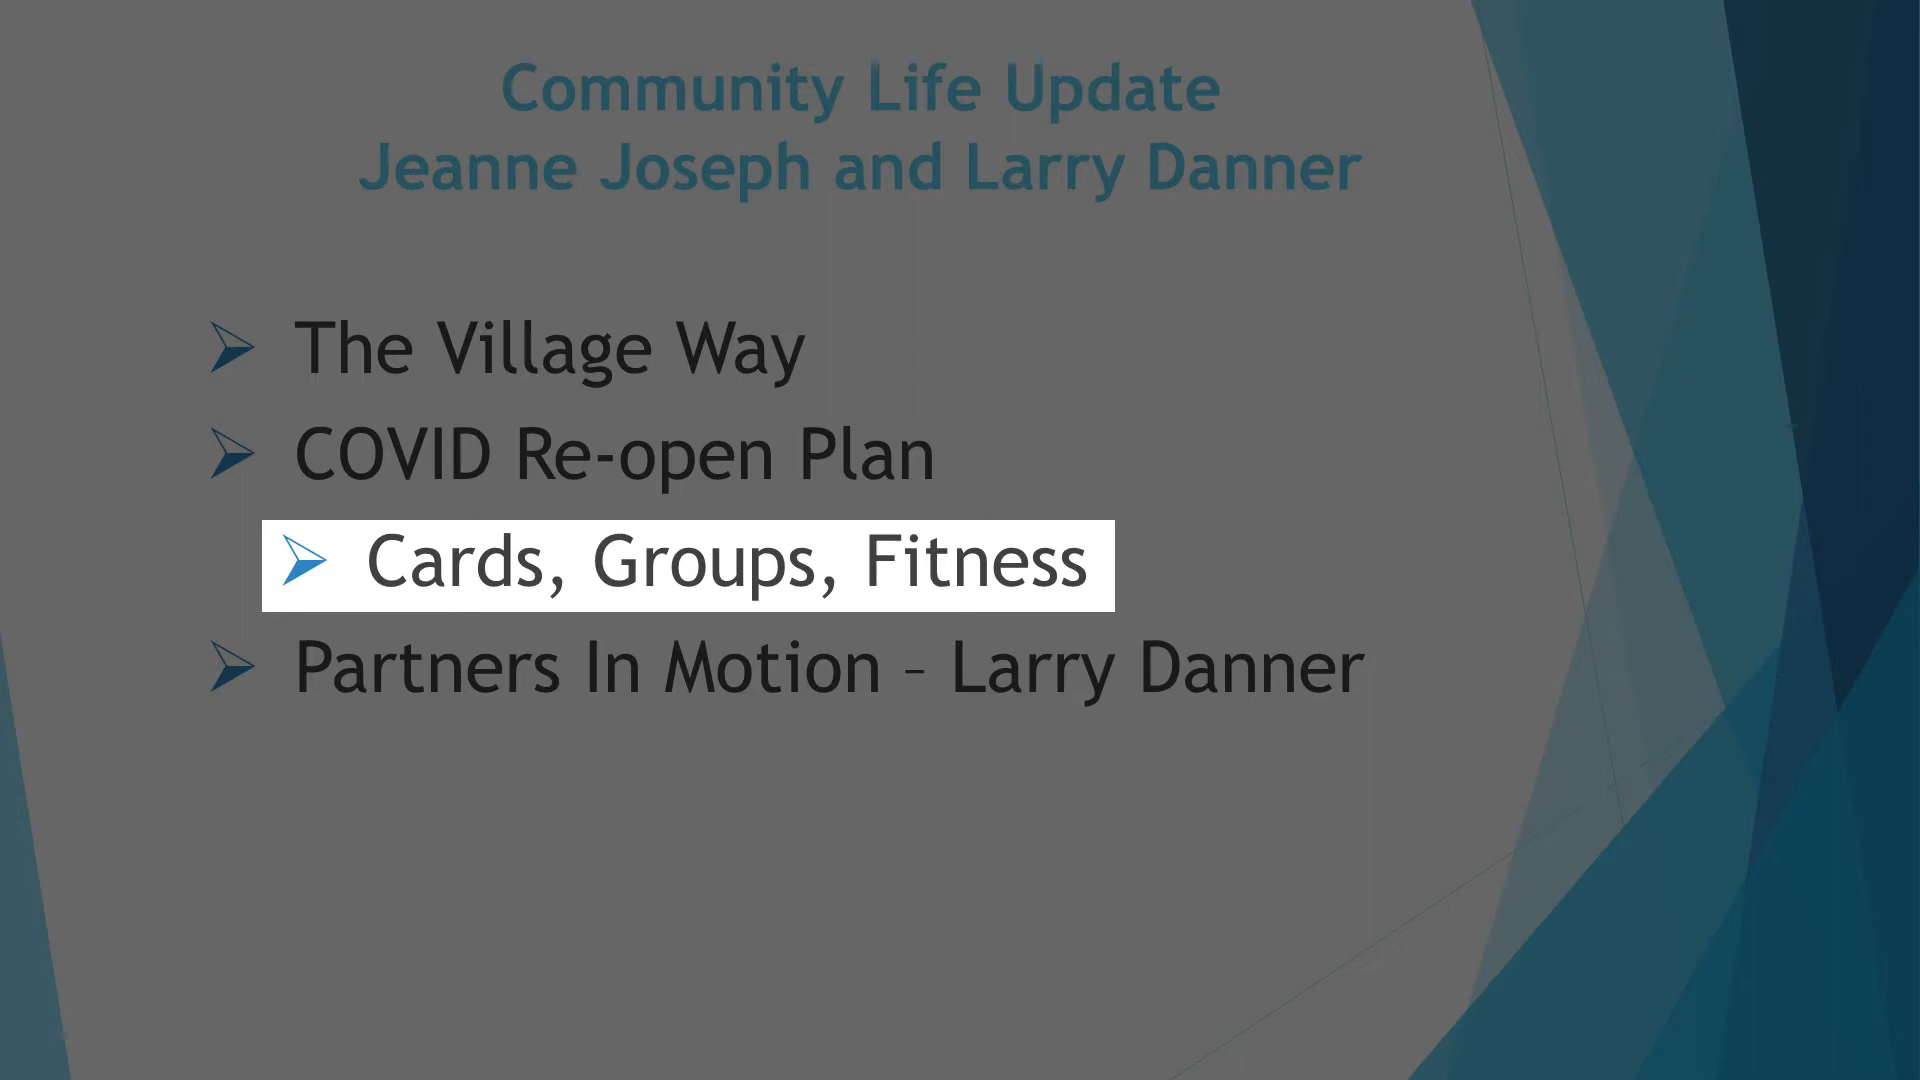 Community Life Update
Jeanne Joseph and Larry Danner
The Village Way
COVID Re-open Plan
Cards, Groups, Fitness
Partners In Motion – Larry Danner